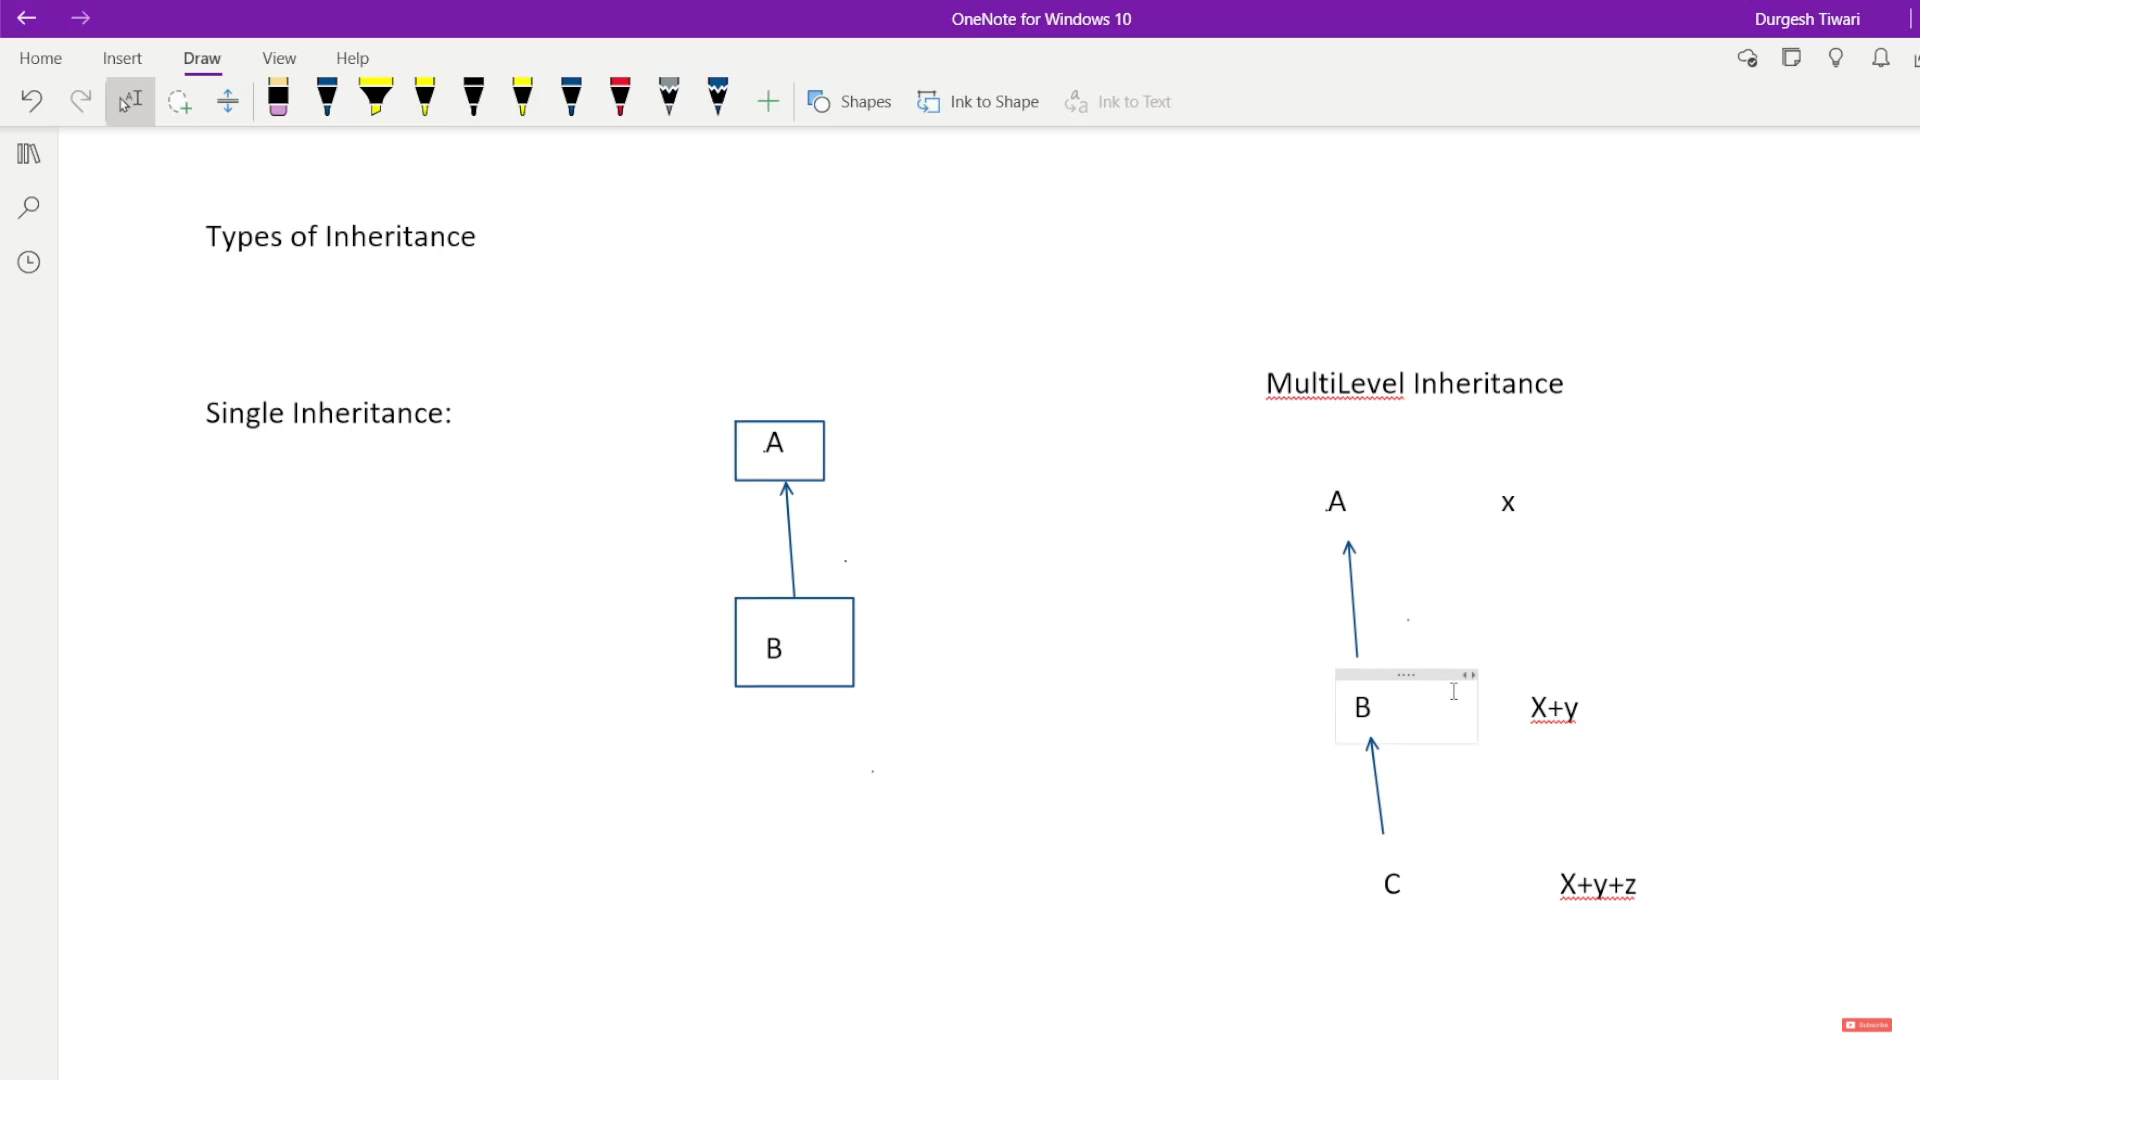 OneNote for Windows 10
Durgesh Tiwari
Home Insert Draw View Help
Shapes Ink to Shape Ink to Text
Types of Inheritance
MultiLevel Inheritance
Single Inheritance:
.A
.A x
B
B X+y
C X+y+z
Subscribe